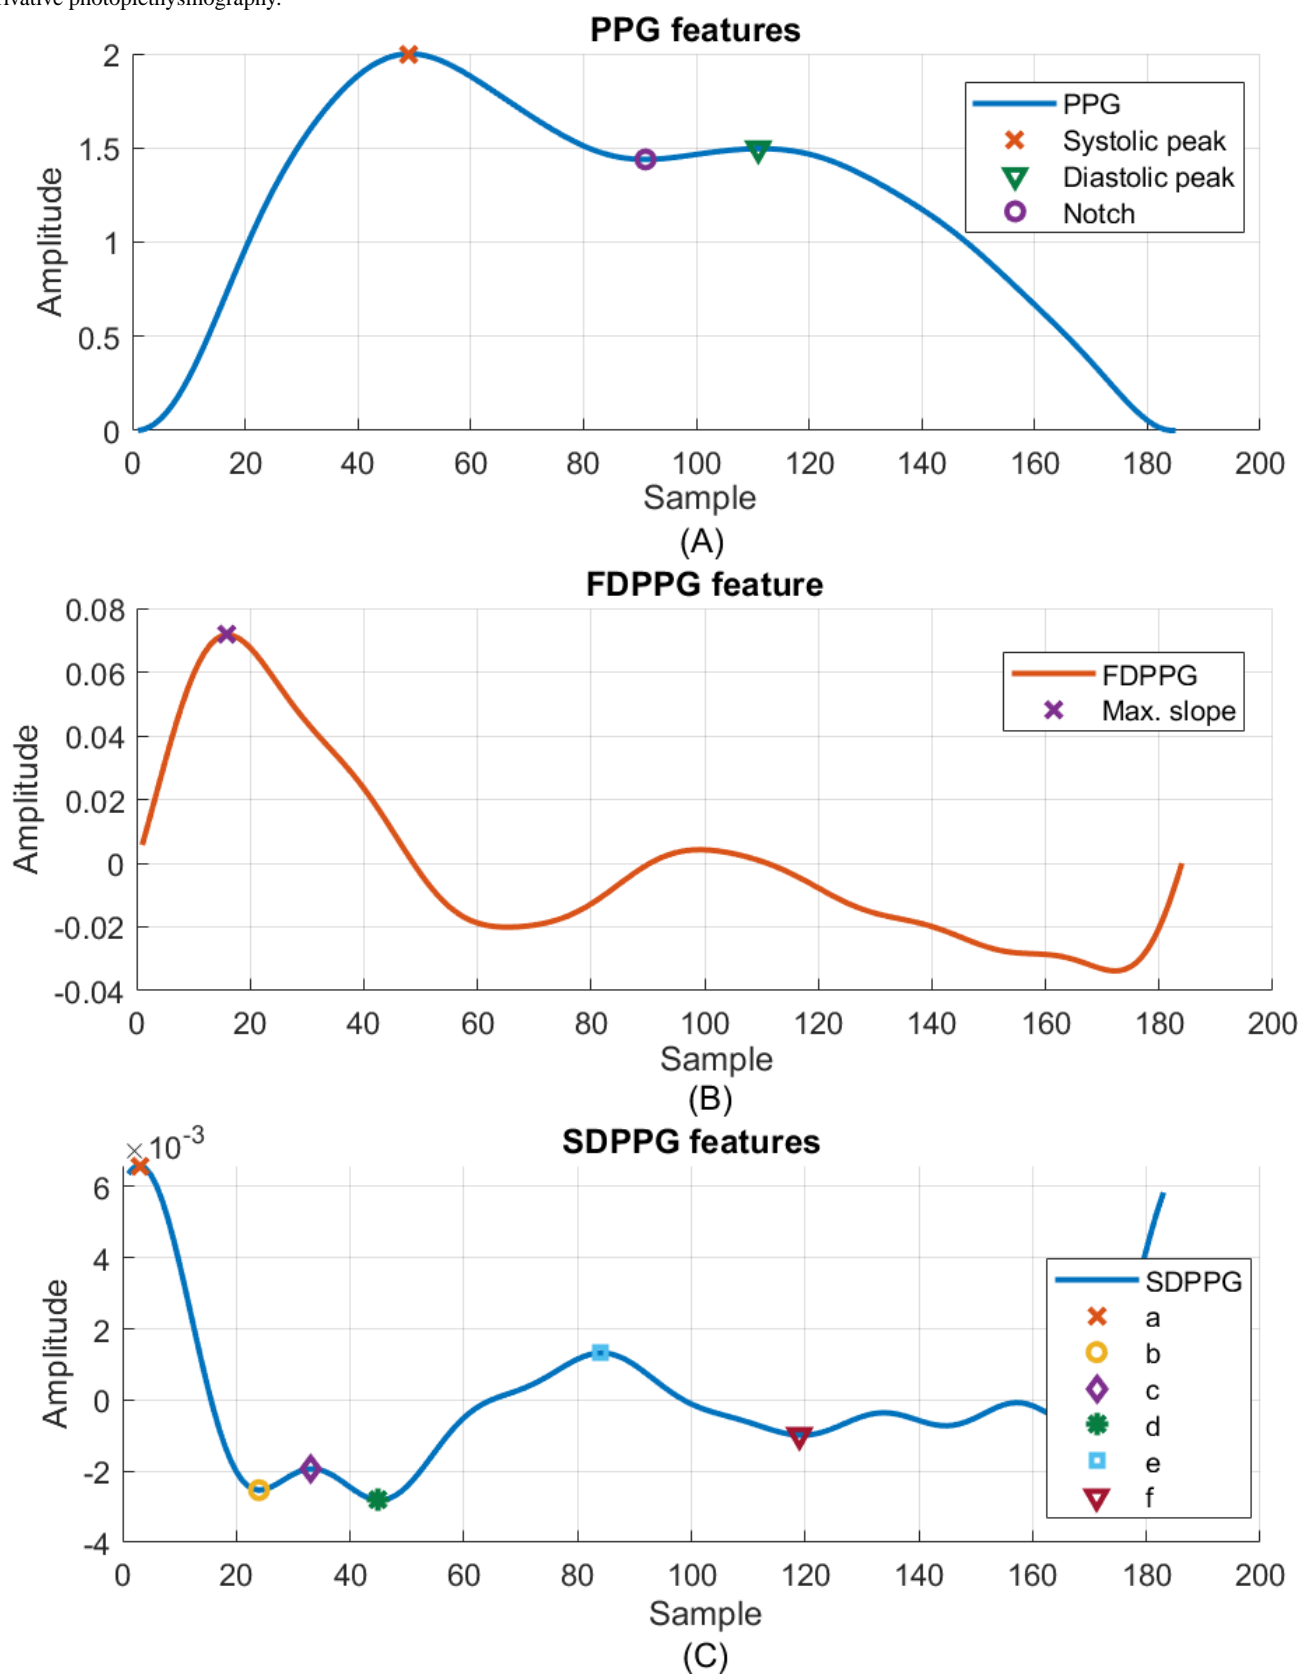 rivative photoplethysmography.
PPG features
2
1.5
1
0.5
0
Amplitude
PPG
Systolic peak
Diastolic peak
Notch
0 20 40 60 80 100 120 140 160 180 200
Sample
(A)
FDPPG feature
0.08
0.06
0.04
0.02
0
-0.02
-0.04
Amplitude
FDPPG
Max. slope
0 20 40 60 80 100 120 140 160 180 200
Sample
(B)
×10-3
SDPPG features
6
4
2
0
-2
-4
Amplitude
SDPPG
a
b
c
d
e
f
0 20 40 60 80 100 120 140 160 180 200
Sample
(C)